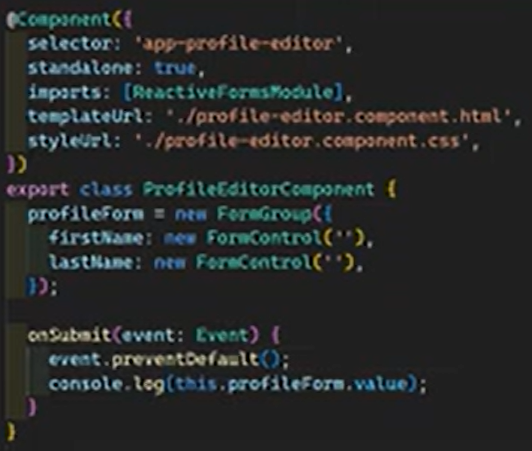 @Component({
selector: 'app-profile-editor',
standalone: true,
imports: [ReactiveFormsModule],
templateUrl: './profile-editor.component.html',
styleUrl: './profile-editor.component.css',
})
export class ProfileEditorComponent {
profileForm = new FormGroup({
firstName: new FormControl(''),
lastName: new FormControl(''),
});
onSubmit(event: Event) {
event.preventDefault();
console.log(this.profileForm.value);
}
}